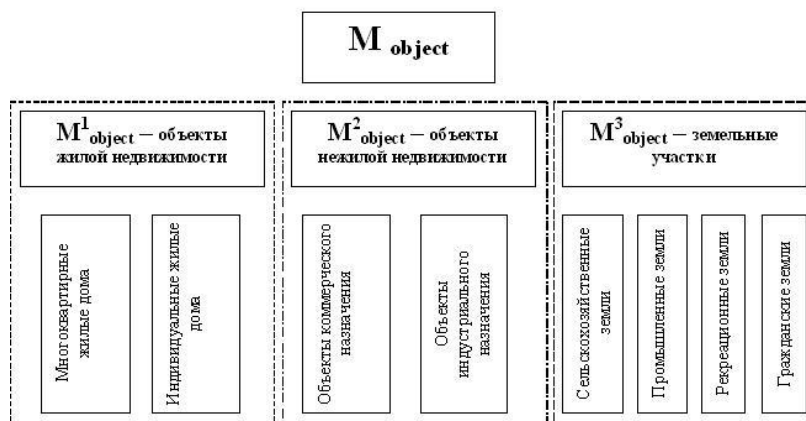 M object
M¹object – объекты
жилой недвижимости
M²object – объекты
нежилой недвижимости
M³object – земельные
участки
Многоквартирные
жилые дома
Индивидуальные жилые
дома
Объекты коммерческого
назначения
Объекты
индустриального
назначения
Сельскохозяйственные
земли
Промышленные земли
Рекреационные земли
Гражданские земли